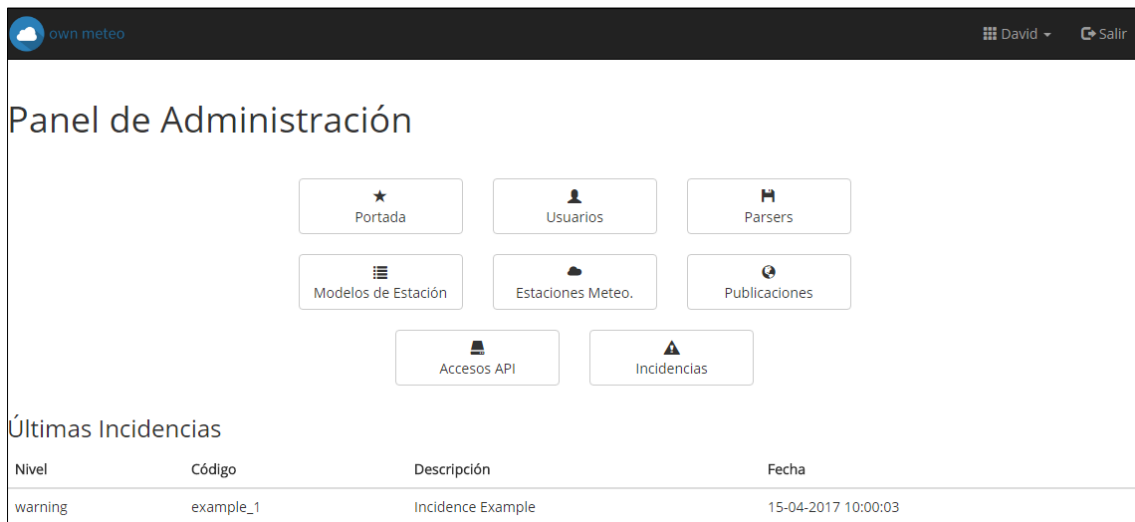 own meteo David Salir
Panel de Administración
Portada Usuarios Parsers
Modelos de Estación Estaciones Meteo. Publicaciones
Accesos API Incidencias
Últimas Incidencias
Nivel Código Descripción Fecha
warning example_1 Incidence Example 15-04-2017 10:00:03